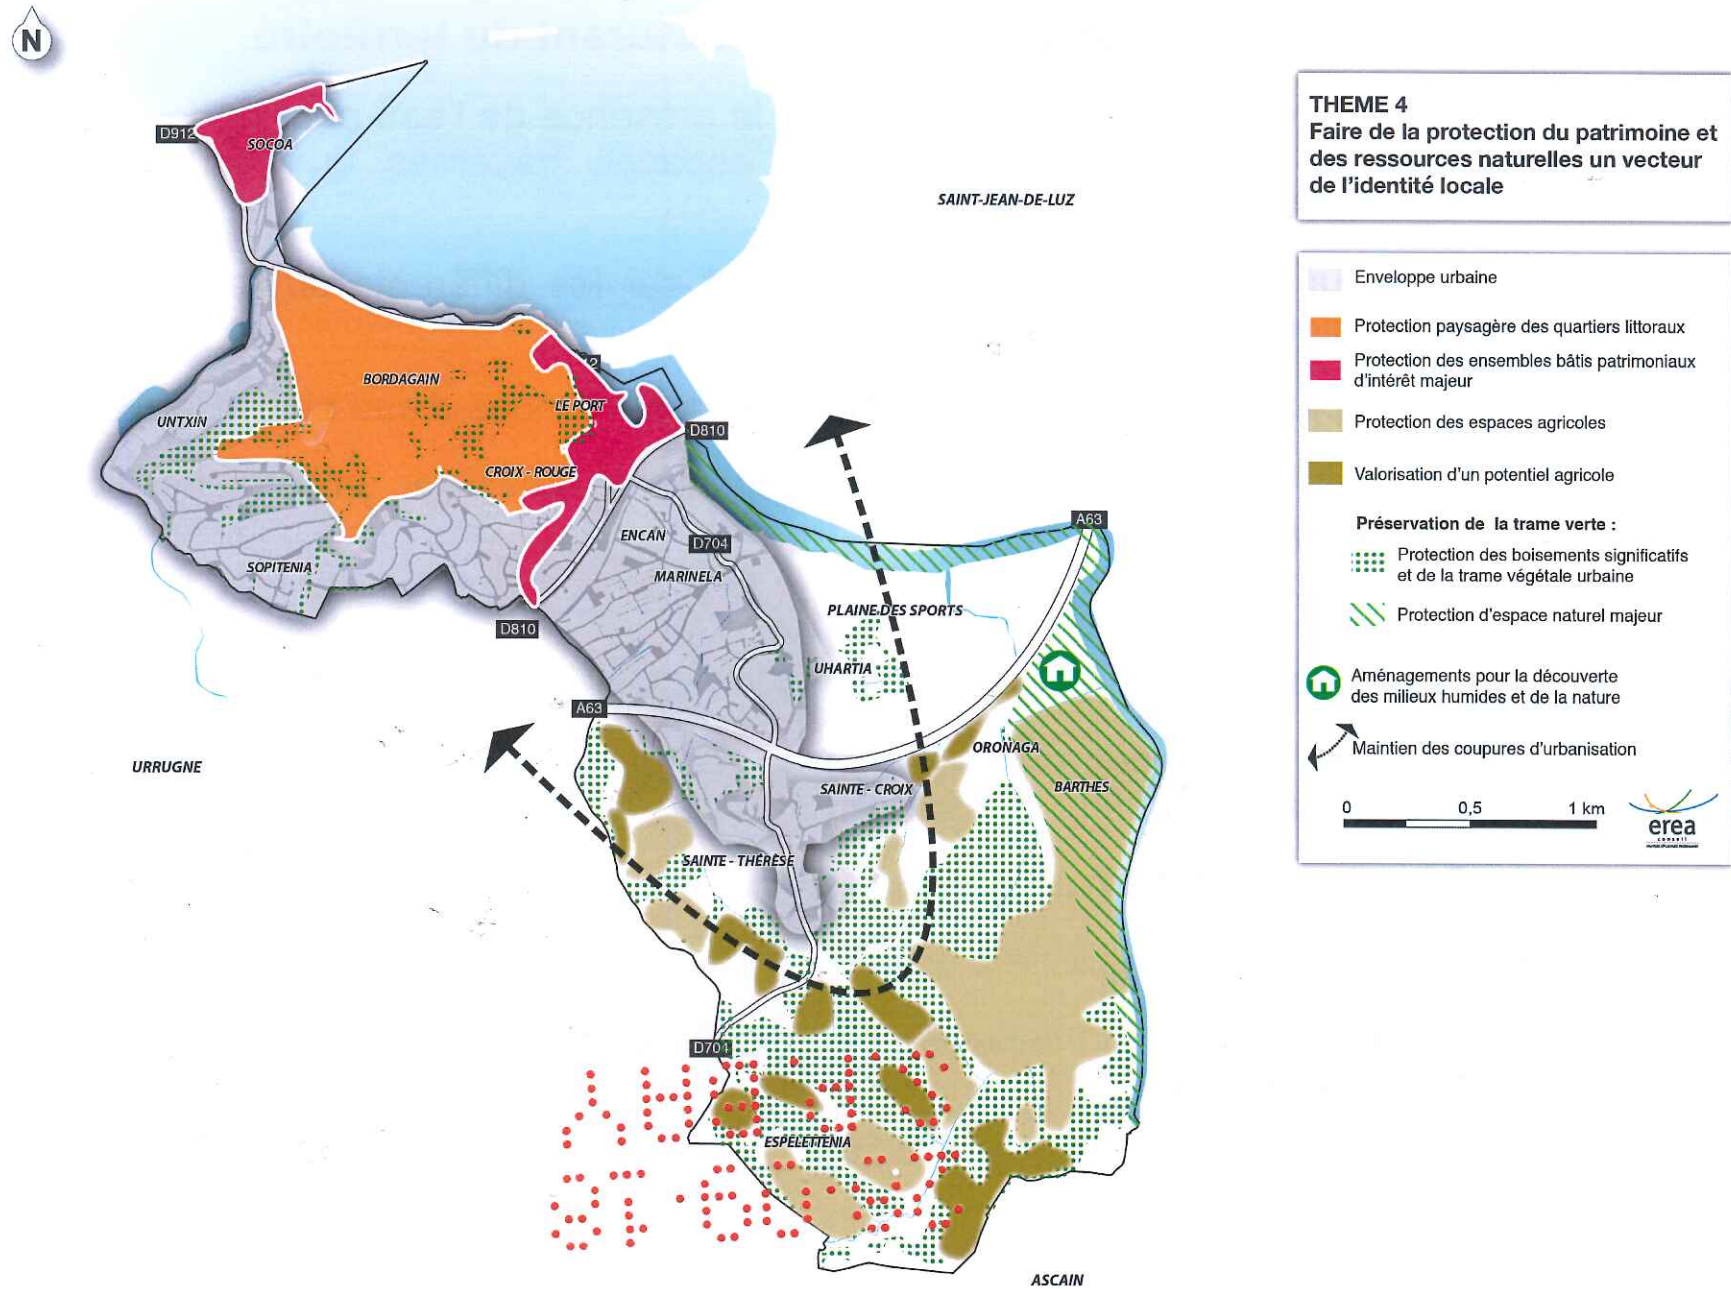 N
THEME 4
Faire de la protection du patrimoine et
des ressources naturelles un vecteur
de l'identité locale
D912
SOCOA
SAINT-JEAN-DE-LUZ
Enveloppe urbaine
Protection paysagère des quartiers littoraux
Protection des ensembles bâtis patrimoniaux
d'intérêt majeur
Protection des espaces agricoles
Valorisation d'un potentiel agricole
Préservation de la trame verte :
Protection des boisements significatifs
et de la trame végétale urbaine
Protection d'espace naturel majeur
Aménagements pour la découverte
des milieux humides et de la nature
Maintien des coupures d'urbanisation
0 0,5 1 km
erea
conseil
BORDAGAIN
LE PORT
UNTXIN
D810
CROIX - ROUGE
A63
ENCAN
D704
SOPITENIA
MARINELA
PLAINE DES SPORTS
D810
UHARTIA
A63
ORONAGA
URRUGNE
SAINTE - CROIX
BARTHES
SAINTE - THÉRÈSE
D704
ESPELETTENIA
ASCAIN